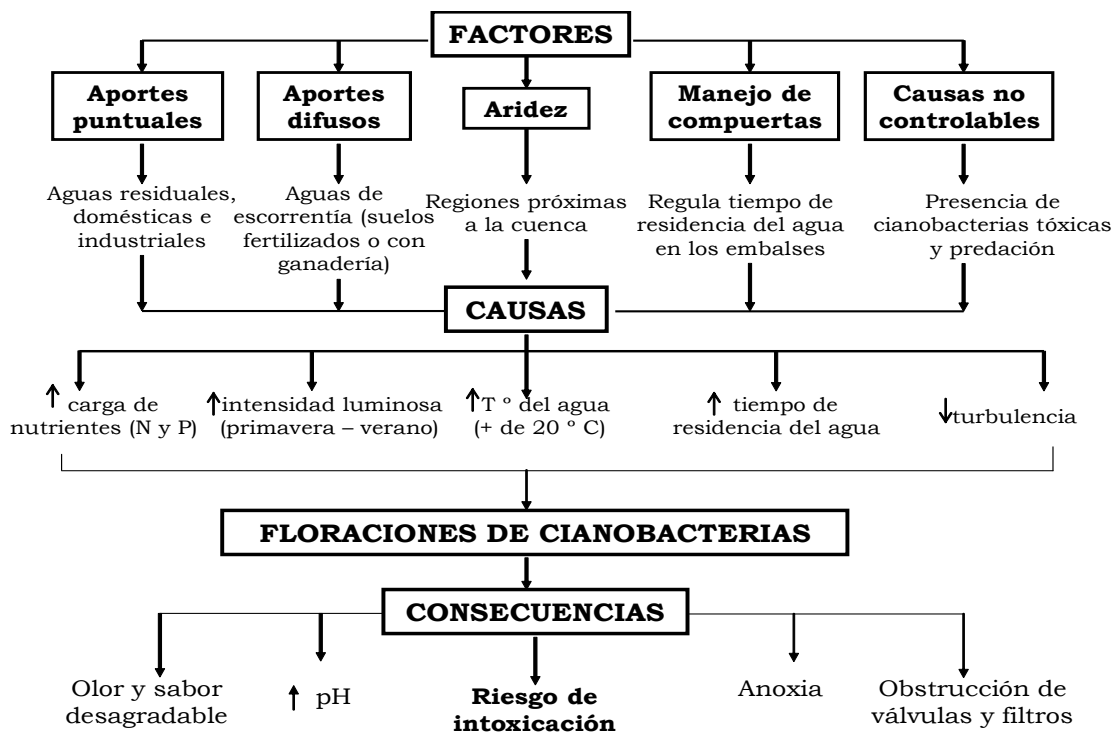 FACTORES
Aportes
puntuales
Aportes
difusos
Aridez
Manejo de
compuertas
Causas no
controlables
Aguas residuales,
domésticas e
industriales
Aguas de
escorrentía (suelos
fertilizados o con
ganadería)
Regiones próximas
a la cuenca
Regula tiempo de
residencia del agua
en los embalses
Presencia de
cianobacterias tóxicas
y predación
CAUSAS
↑ carga de
nutrientes (N y P)
↑intensidad luminosa
(primavera – verano)
↑T º del agua
(+ de 20 º C)
↑ tiempo de
residencia del agua
↓turbulencia
FLORACIONES DE CIANOBACTERIAS
CONSECUENCIAS
Olor y sabor
desagradable
↑ pH
Riesgo de
intoxicación
Anoxia
Obstrucción de
válvulas y filtros